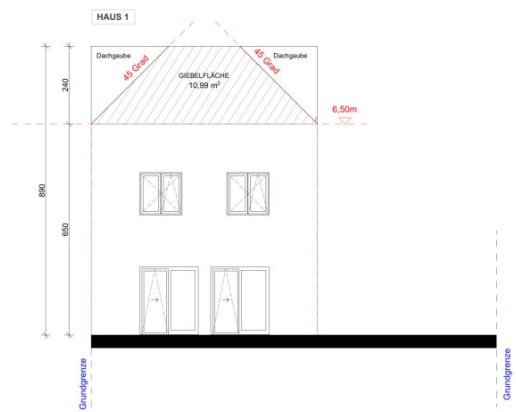 HAUS 1
Dachgaube
Dachgaube
45 Grad
45 Grad
GIEBELFLÄCHE
10,99 m²
240
6,50m
890
650
Grundgrenze
Grundgrenze